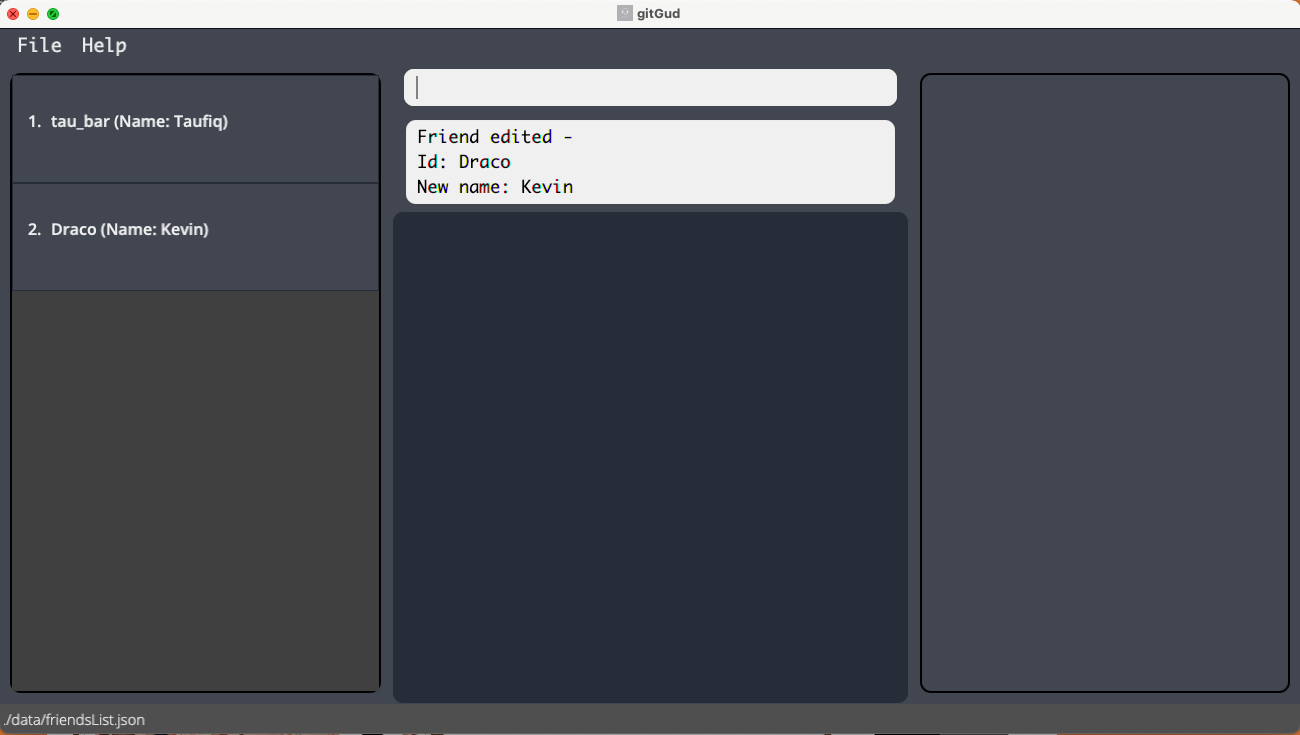 gitGud
File Help
1. tau_bar (Name: Taufiq)
2. Draco (Name: Kevin)
Friend edited -
Id: Draco
New name: Kevin
./data/friendsList.json